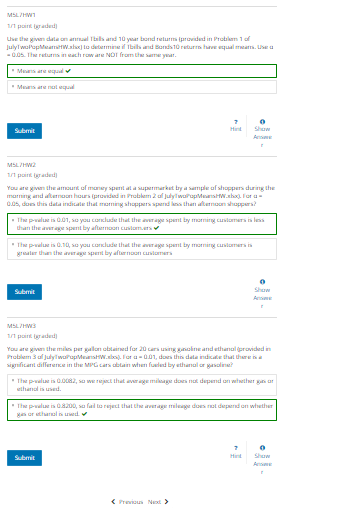 M5L7HW1
1/1 point (graded)
Use the given data on annual Tbills and 10 year bond returns (provided in Problem 1 of
JulyTwoPopMeansHW.xlsx) to determine if Tbills and Bonds10 returns have equal means. Use α
= 0.05. The returns in each row are NOT from the same year.
Means are equal ✔
Means are not equal
Submit
?
Hint
Show
Answer
M5L7HW2
1/1 point (graded)
You are given the amount of money spent at a supermarket by a sample of shoppers during the
morning and afternoon hours (provided in Problem 2 of JulyTwoPopMeansHW.xlsx). For α =
0.05, does this data indicate that morning shoppers spend less than afternoon shoppers?
The p-value is 0.01, so you conclude that the average spent by morning customers is less
than the average spent by afternoon customers ✔
The p-value is 0.10, so you conclude that the average spent by morning customers is
greater than the average spent by afternoon customers
Submit
Show
Answer
M5L7HW3
1/1 point (graded)
You are given the miles per gallon obtained for 20 cars using gasoline and ethanol (provided in
Problem 3 of JulyTwoPopMeansHW.xlsx). For α = 0.01, does this data indicate that there is a
significant difference in the MPG cars obtain when fueled by ethanol or gasoline?
The p-value is 0.0082, so we reject that average mileage does not depend on whether gas or
ethanol is used.
The p-value is 0.8200, so fail to reject that the average mileage does not depend on whether
gas or ethanol is used. ✔
Submit
?
Hint
Show
Answer
Previous Next